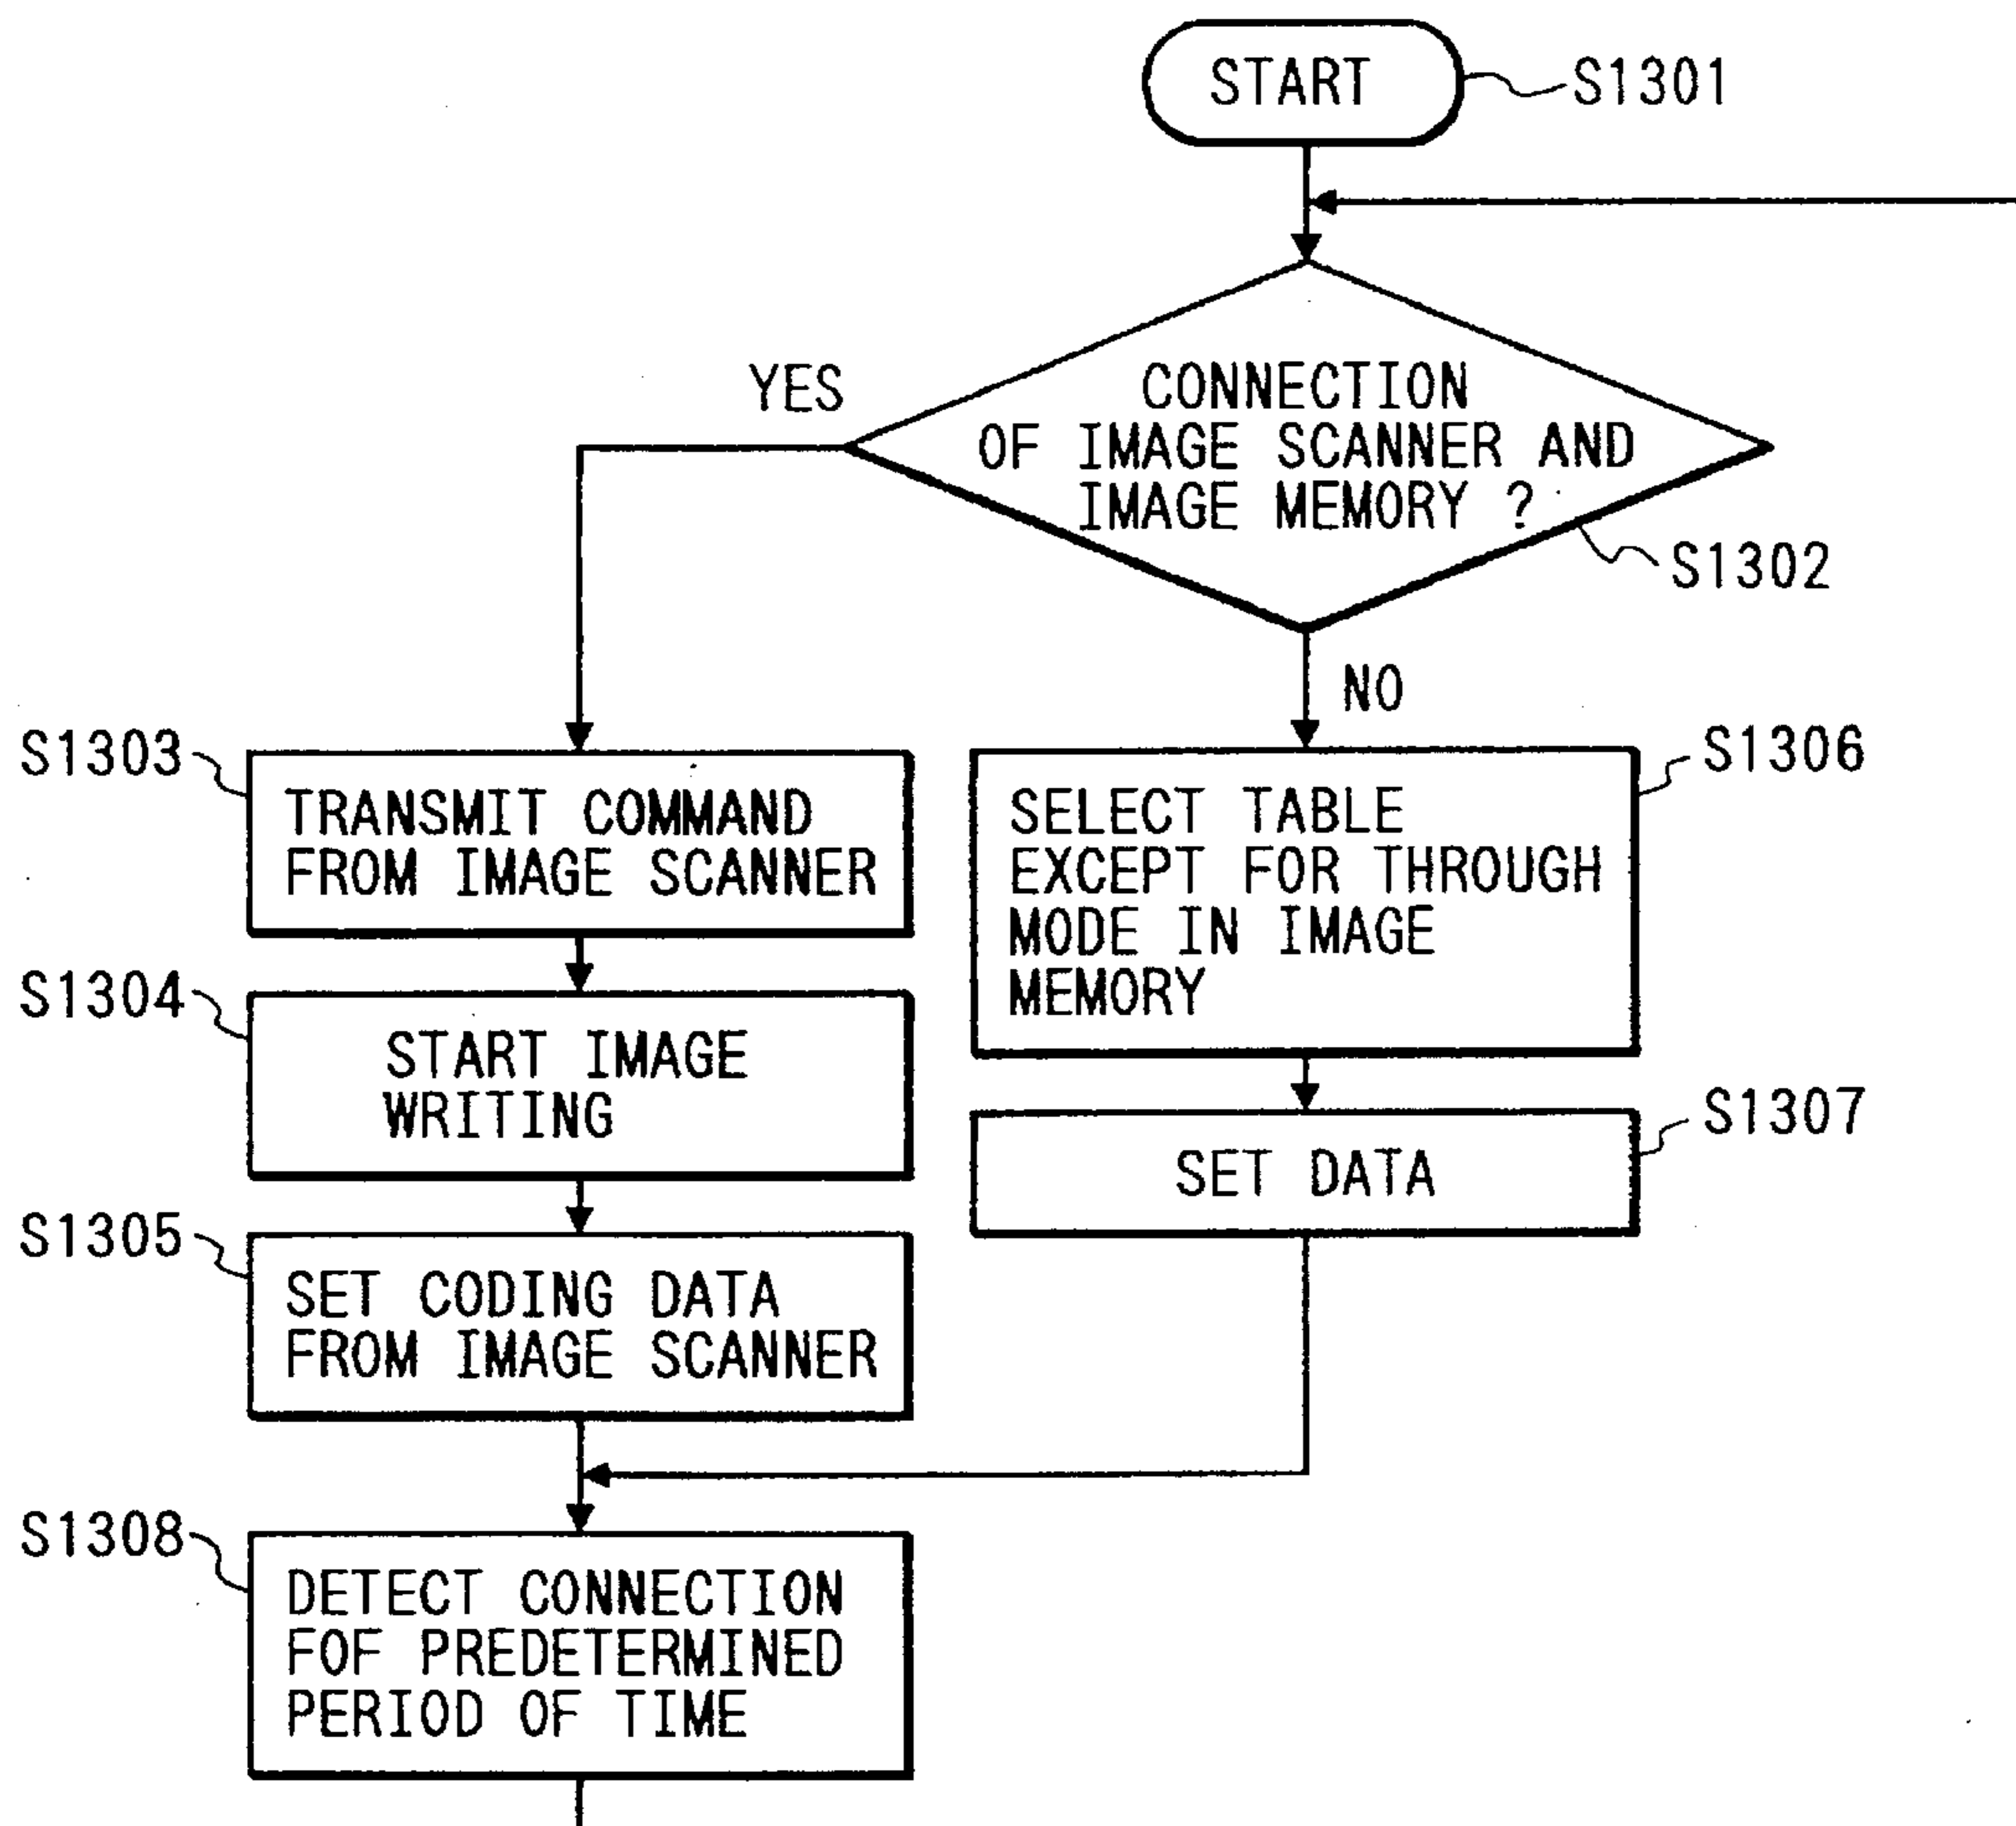 START
S1301
YES
CONNECTION
OF IMAGE SCANNER AND
IMAGE MEMORY ?
S1302
NO
S1303
TRANSMIT COMMAND
FROM IMAGE SCANNER
S1306
SELECT TABLE
EXCEPT FOR THROUGH
MODE IN IMAGE
MEMORY
S1304
START IMAGE
WRITING
S1307
SET DATA
S1305
SET CODING DATA
FROM IMAGE SCANNER
S1308
DETECT CONNECTION
FOF PREDETERMINED
PERIOD OF TIME